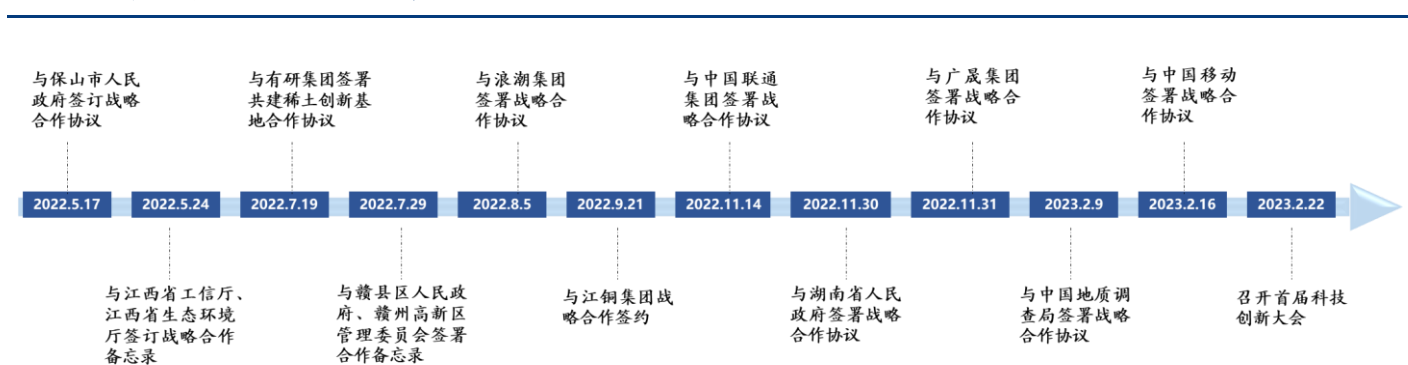 与保山市人民
政府签订战略
合作协议
与有研集团签署
共建稀土创新基
地合作协议
与浪潮集团
签署战略合
作协议
与中国联通
集团签署战
略合作协议
与广晟集团
签署战略合
作协议
与中国移动
签署战略合
作协议
2022.5.17
2022.5.24
2022.7.19
2022.7.29
2022.8.5
2022.9.21
2022.11.14
2022.11.30
2022.11.31
2023.2.9
2023.2.16
2023.2.22
与江西省工信厅、
江西省生态环境
厅签订战略合作
备忘录
与赣县区人民政
府、赣州高新区
管理委员会签署
合作备忘录
与江铜集团战
略合作签约
与湖南省人民
政府签署战略
合作协议
与中国地质调
查局签署战略
合作协议
召开首届科技
创新大会